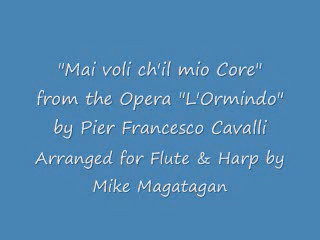 "Mai voli ch'il mio Core"
from the Opera "L'Ormindo"
by Pier Francesco Cavalli
Arranged for Flute & Harp by
Mike Magatagan